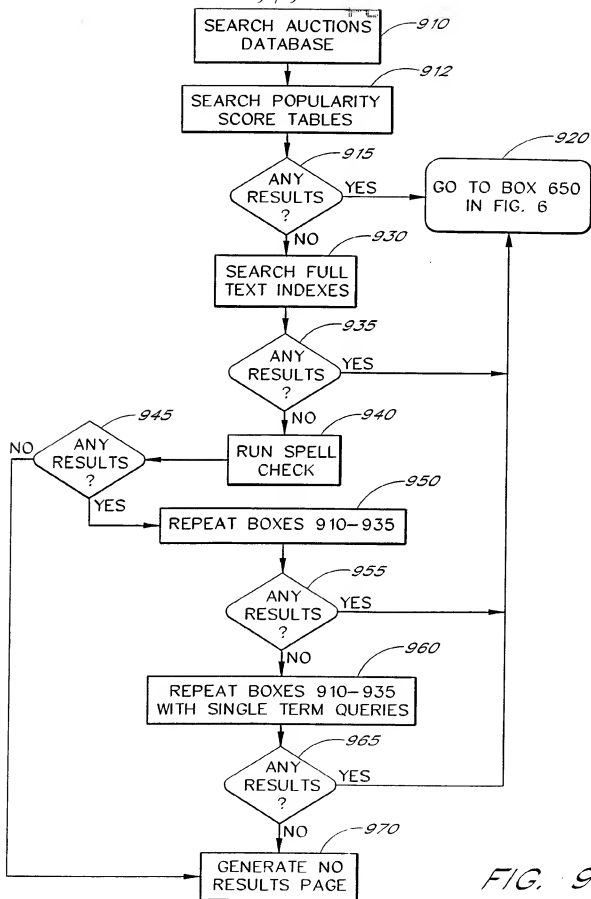 SEARCH AUCTIONS
DATABASE
910
SEARCH POPULARITY
SCORE TABLES
912
ANY
RESULTS
?
915
YES
GO TO BOX 650
IN FIG. 6
920
NO
SEARCH FULL
TEXT INDEXES
930
ANY
RESULTS
?
935
YES
NO
RUN SPELL
CHECK
940
ANY
RESULTS
?
945
NO
YES
REPEAT BOXES 910-935
950
ANY
RESULTS
?
955
YES
NO
REPEAT BOXES 910-935
WITH SINGLE TERM QUERIES
960
ANY
RESULTS
?
965
YES
NO
GENERATE NO
RESULTS PAGE
970
FIG. 9